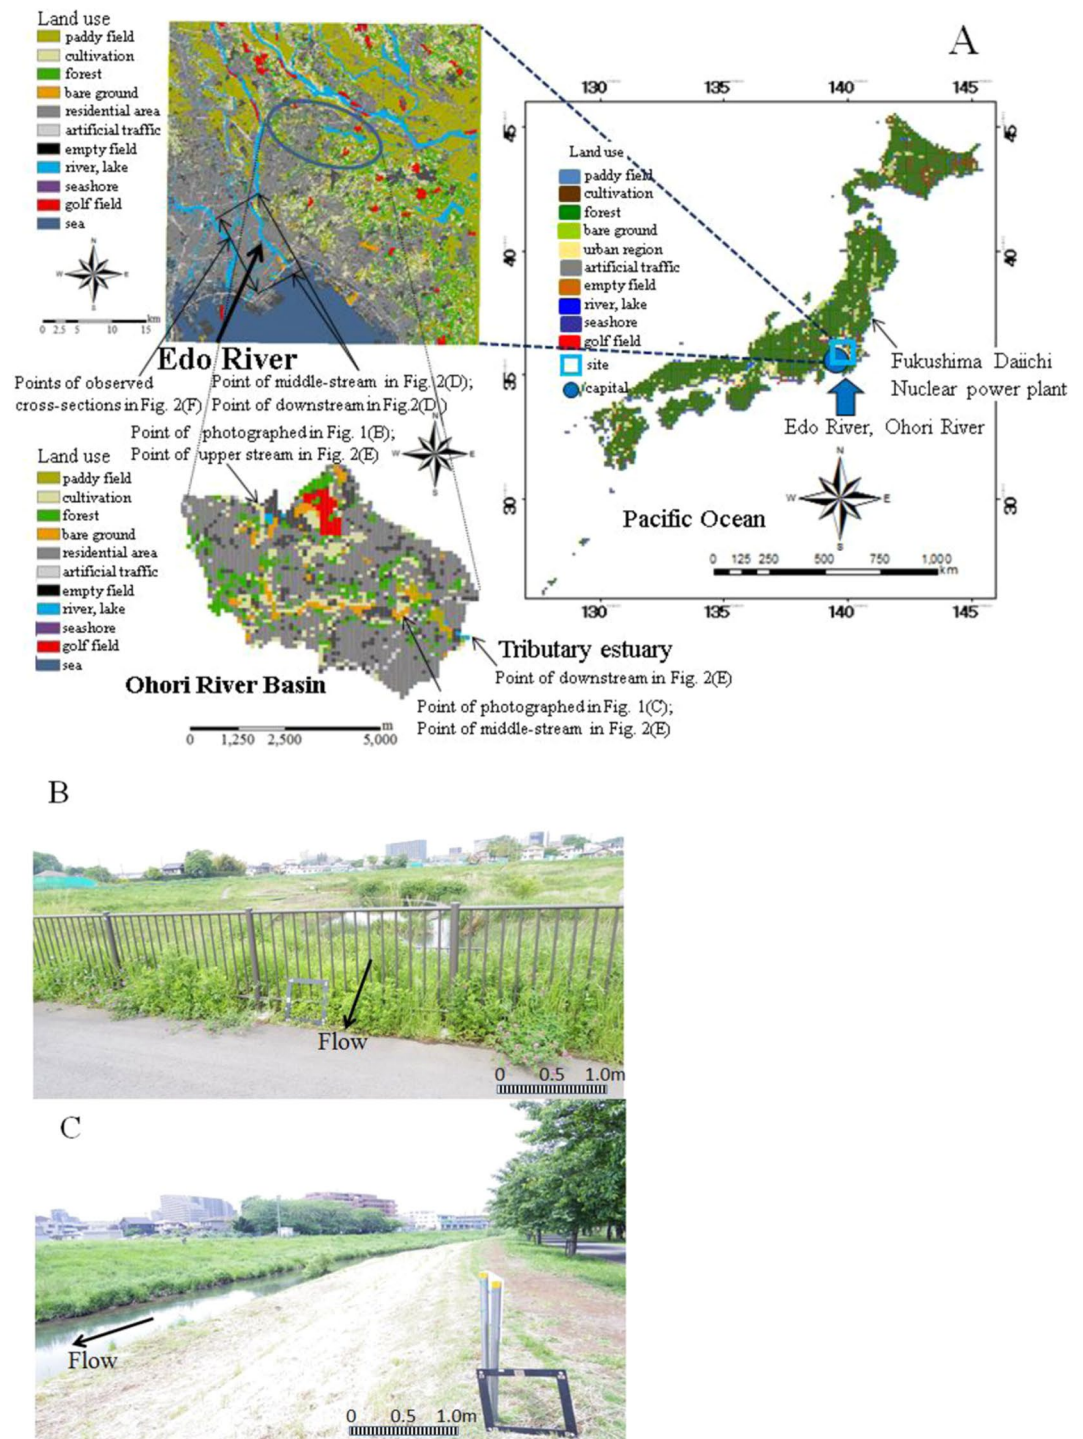 A
Land use
paddy field
cultivation
forest
bare ground
residential area
artificial traffic
empty field
river, lake
seashore
golf field
sea
N
W E
S
km
0 2.5 5 10 15
Edo River
Points of observed
cross-sections in Fig. 2(F)
Point of middle-stream in Fig. 2(D);
Point of downstream in Fig.2(D)
Point of photographed in Fig. 1(B);
Point of upper stream in Fig. 2(E)
N
W E
S
Land use
paddy field
cultivation
forest
bare ground
residential area
artificial traffic
empty field
river, lake
seashore
golf field
sea
Ohori River Basin
m
0 1,250 2,500 5,000
Tributary estuary
Point of downstream in Fig. 2(E)
Point of photographed in Fig. 1(C);
Point of middle-stream in Fig. 2(E)
130 135 140 145
45 45
40 40
35 35
30 30
130 135 140 145
Land use
paddy field
cultivation
forest
bare ground
urban region
artificial traffic
empty field
river, lake
seashore
golf field
site
capital
Fukushima Daiichi
Nuclear power plant
Edo River, Ohori River
Pacific Ocean
N
W E
S
0 125 250 500 750 1,000
km
B
Flow
0 0.5 1.0m
C
Flow
0 0.5 1.0m